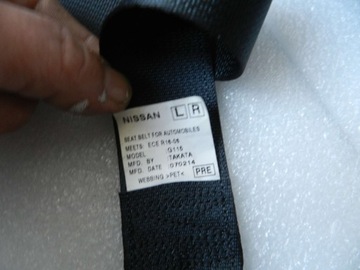 NISSAN L R
SEAT BELT FOR AUTOMOBILES
MEETS: ECE R16-06
MODEL :G115
MFD. BY :TAKATA
MFD. DATE :070214
WEBBING >PET< PRE